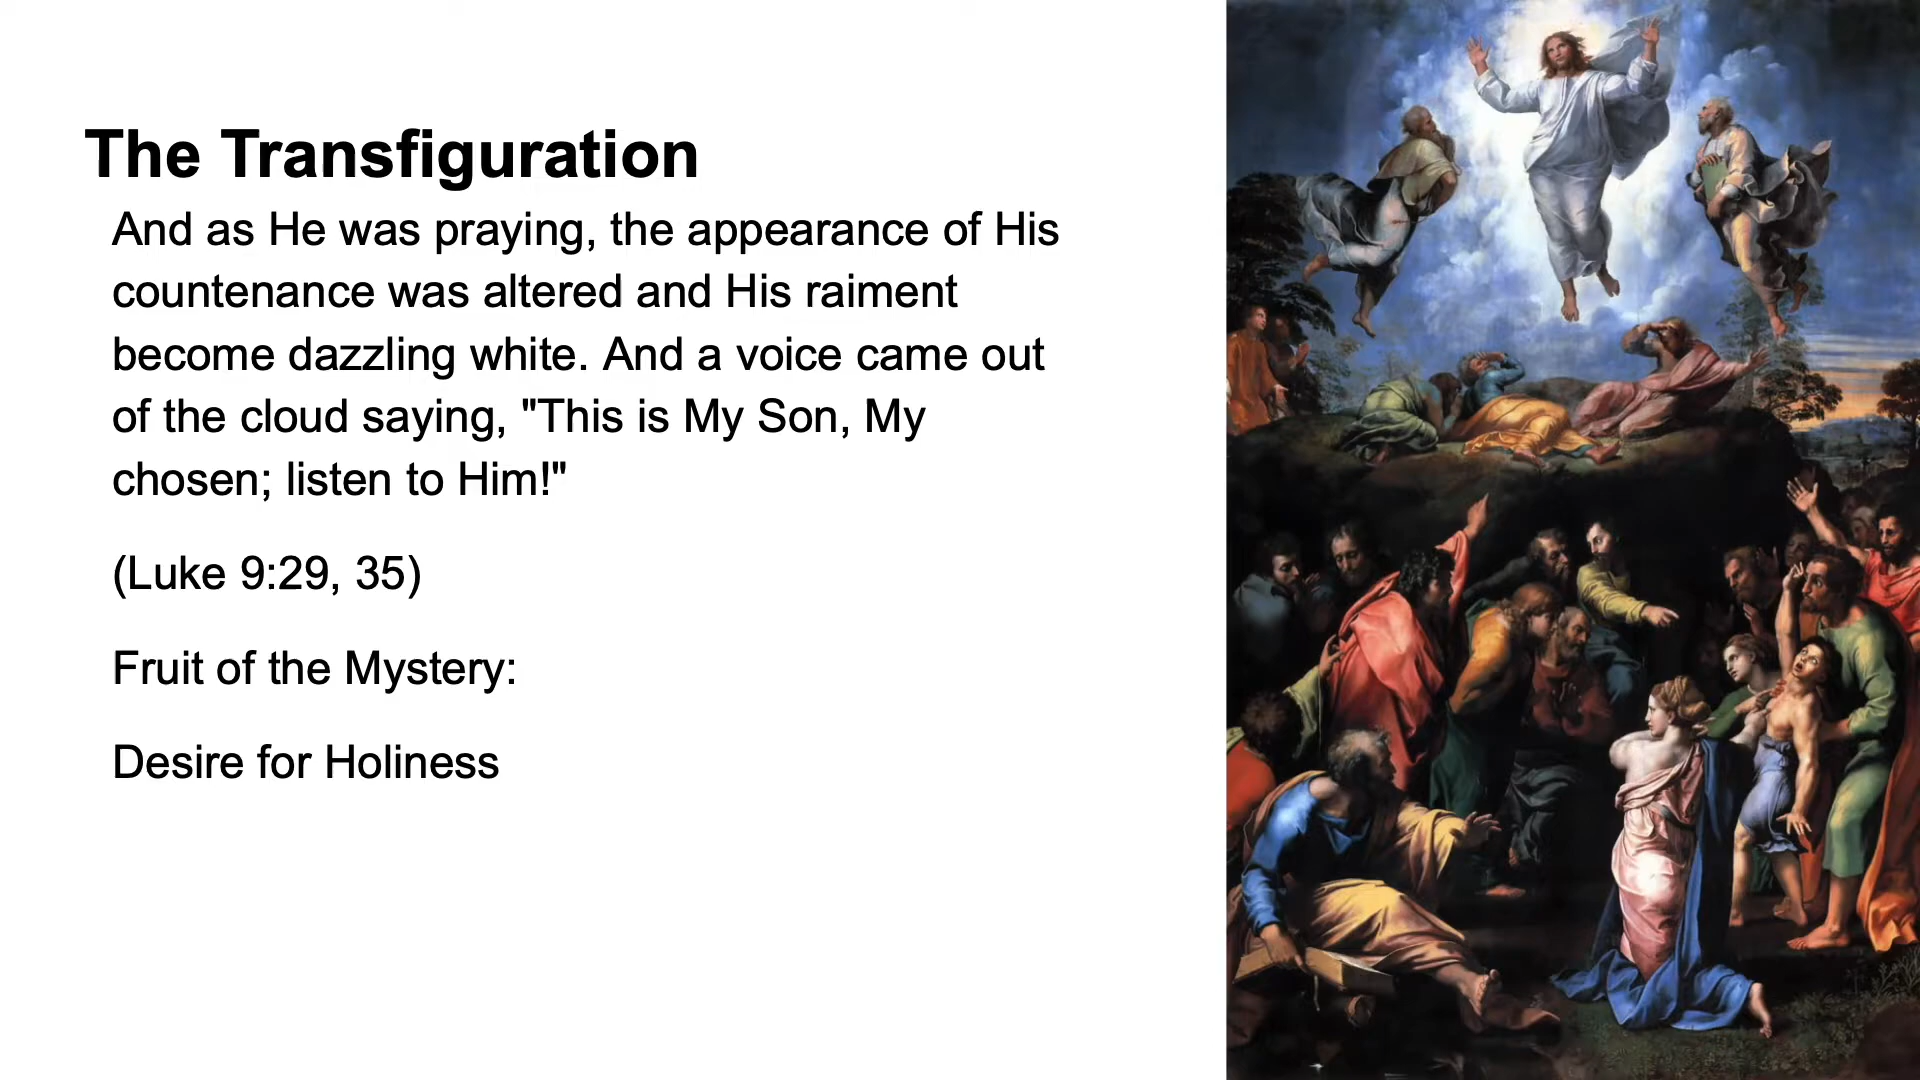 The Transfiguration
And as He was praying, the appearance of His
countenance was altered and His raiment
become dazzling white. And a voice came out
of the cloud saying, "This is My Son, My
chosen; listen to Him!"
(Luke 9:29, 35)
Fruit of the Mystery:
Desire for Holiness